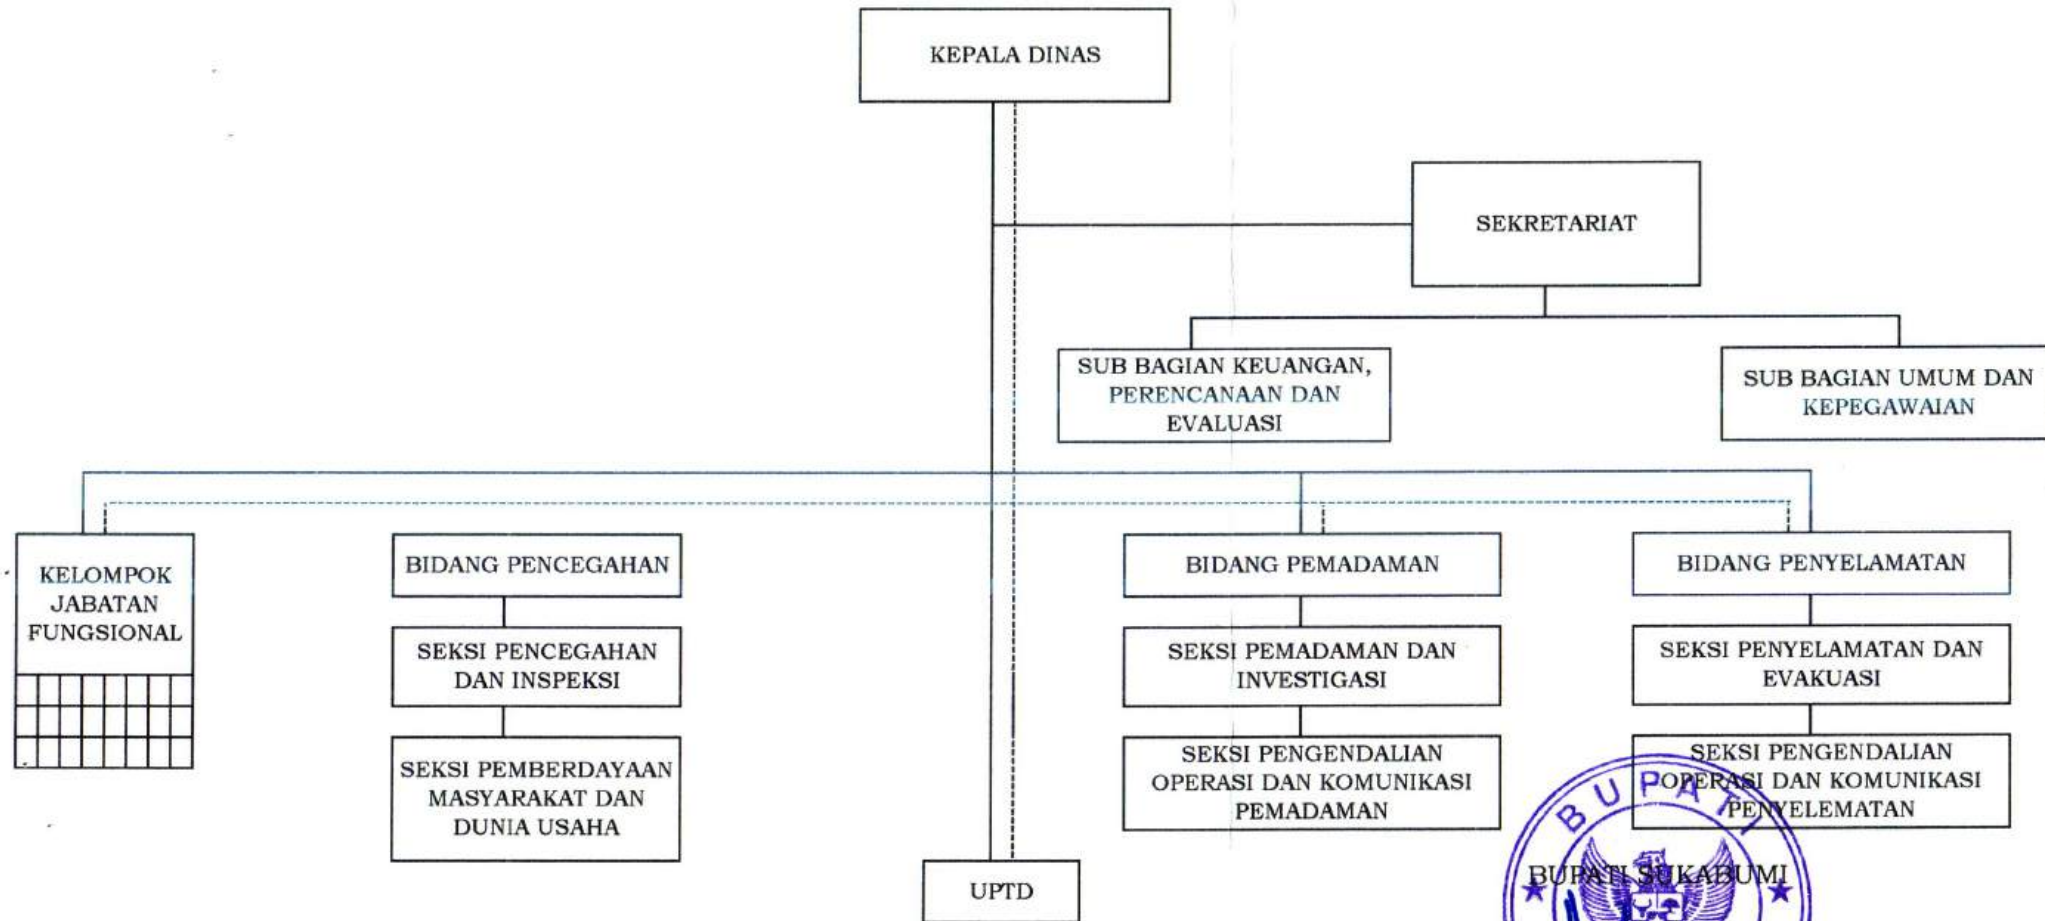 KEPALA DINAS
SEKRETARIAT
SUB BAGIAN KEUANGAN,
PERENCANAAN DAN
EVALUASI
SUB BAGIAN UMUM DAN
KEPEGAWAIAN
KELOMPOK
JABATAN
FUNGSIONAL
BIDANG PENCEGAHAN
SEKSI PENCEGAHAN
DAN INSPEKSI
SEKSI PEMBERDAYAAN
MASYARAKAT DAN
DUNIA USAHA
BIDANG PEMADAMAN
SEKSI PEMADAMAN DAN
INVESTIGASI
SEKSI PENGENDALIAN
OPERASI DAN KOMUNIKASI
PEMADAMAN
BIDANG PENYELAMATAN
SEKSI PENYELAMATAN DAN
EVAKUASI
SEKSI PENGENDALIAN
OPERASI DAN KOMUNIKASI
PENYELEMATAN
UPTD
BUPATI
BUPATI SUKABUMI